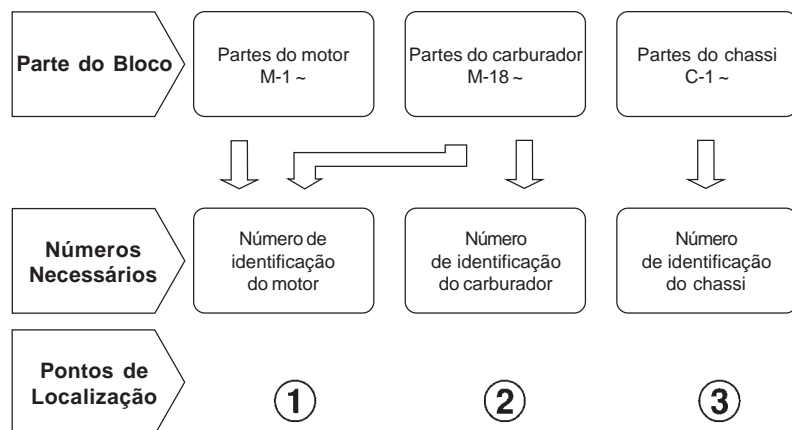 Parte do Bloco
Partes do motor
M-1 ~
Partes do carburador
M-18 ~
Partes do chassi
C-1 ~
Números
Necessários
Número de
identificação
do motor
Número
de identificação
do carburador
Número
de identificação
do chassi
Pontos de
Localização
1
2
3